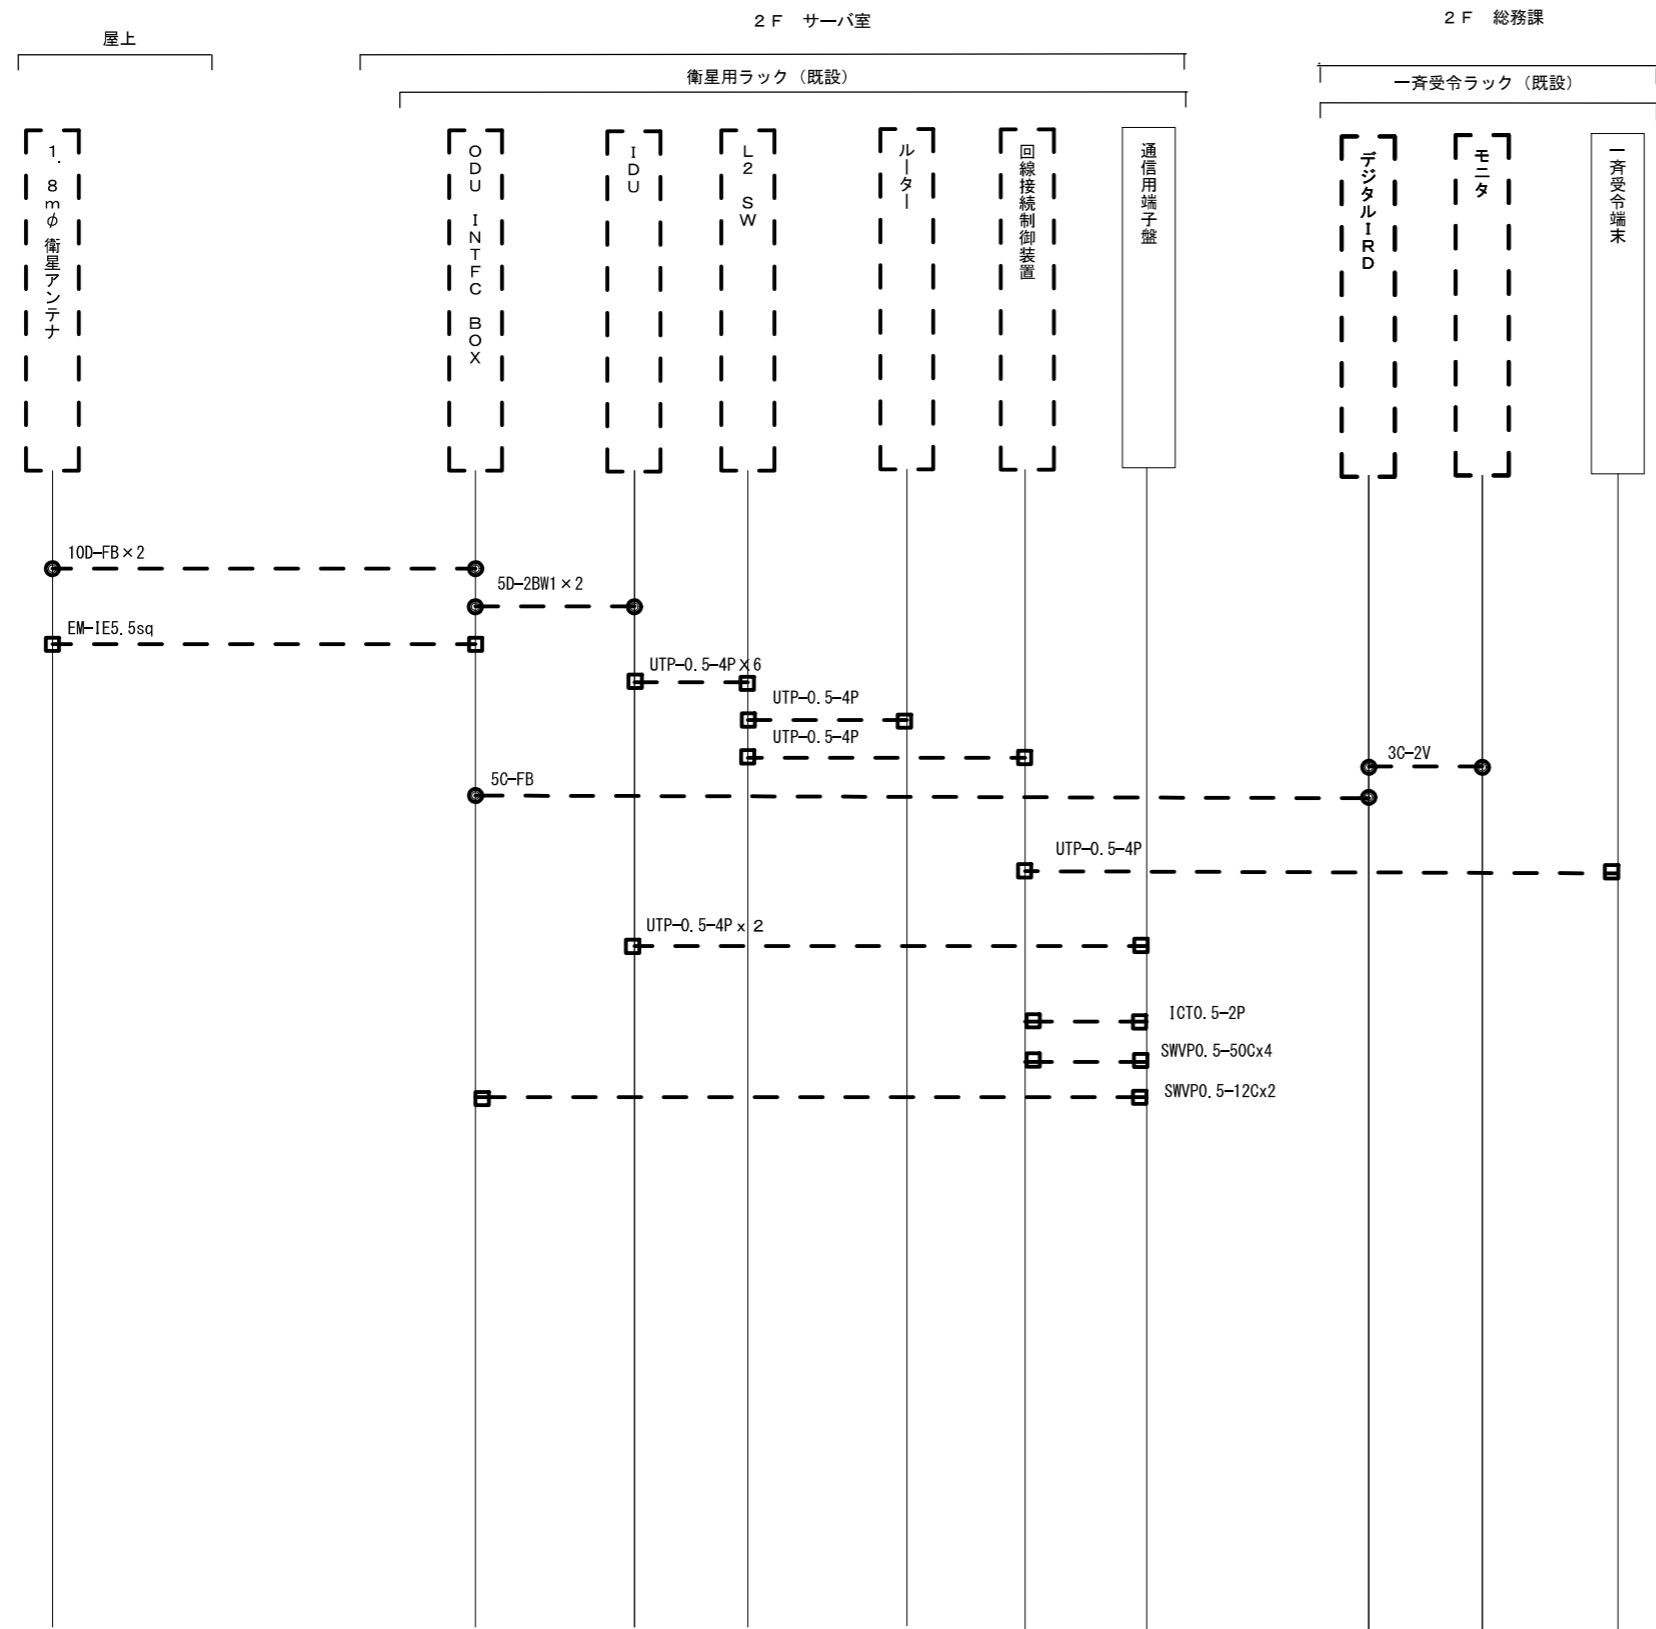 屋上
２Ｆ　サーバ室
２Ｆ　総務課
衛星用ラック（既設）
一斉受令ラック（既設）
１．８ｍφ衛星アンテナ
ＯＤＵ　ＩＮＴＦＣ　ＢＯＸ
ＩＤＵ
Ｌ２　ＳＷ
ルーター
回線接続制御装置
通信用端子盤
デジタルＩＲＤ
モニタ
一斉受令端末
10D-FB×2
5D-2BW1×2
EM-IE5.5sq
UTP-0.5-4P×6
UTP-0.5-4P
UTP-0.5-4P
3C-2V
5C-FB
UTP-0.5-4P
UTP-0.5-4Px２
ICT0.5-2P
SWVP0.5-50Cx4
SWVP0.5-12Cx2